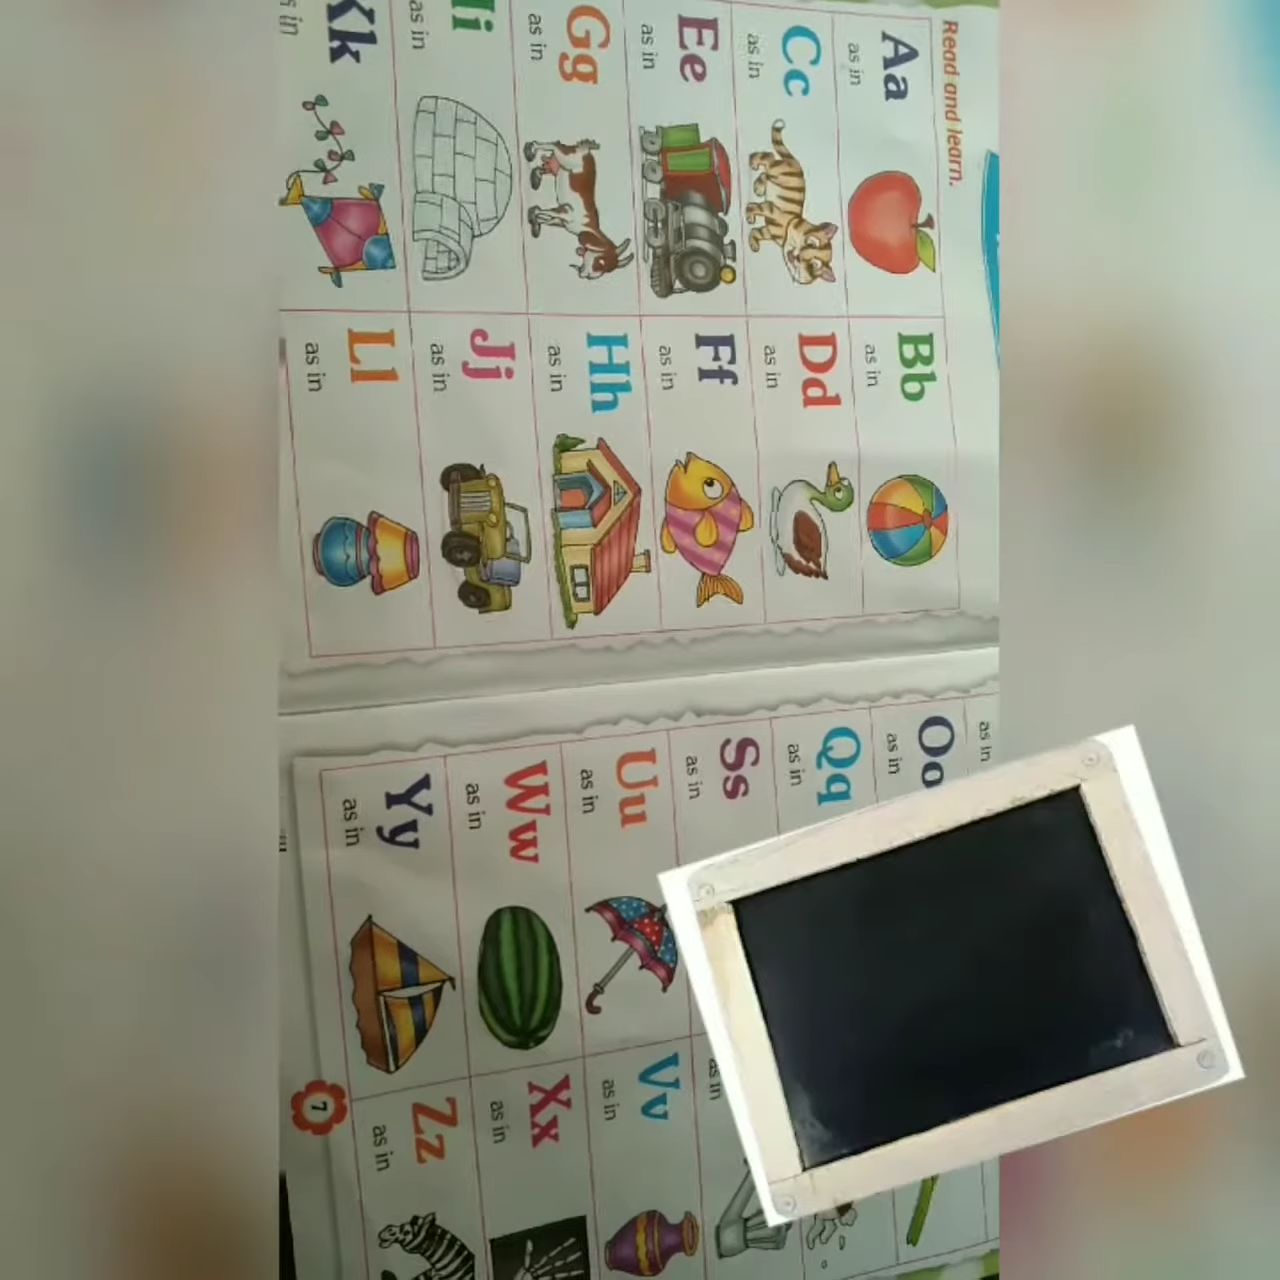 Read and learn.
Aa
as in
Bb
as in
Cc
as in
Dd
as in
Ee
as in
Ff
as in
Gg
as in
Hh
as in
Ii
as in
Jj
as in
Kk
s in
Ll
as in
as in
Oo
as in
Qq
as in
Ss
as in
as in
Uu
as in
Vv
as in
Ww
as in
Xx
as in
Yy
as in
Zz
as in
7